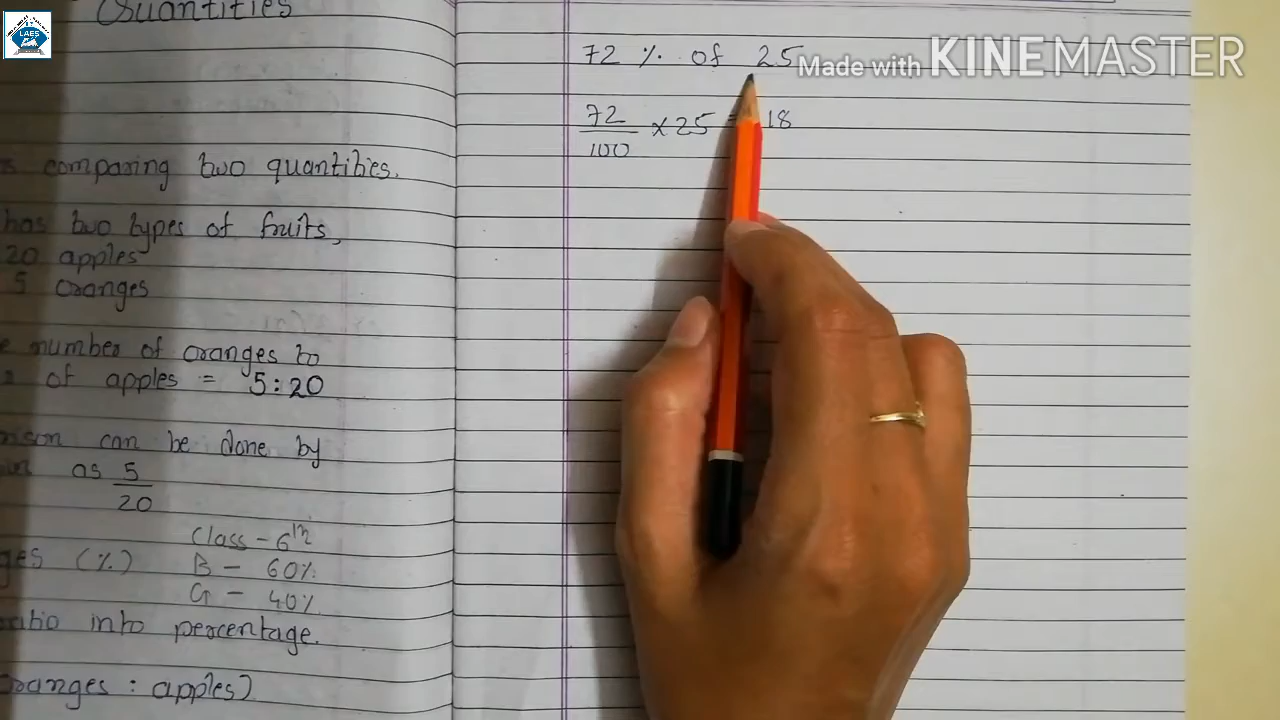 Quantities
LAES
comparing two quantities.
has two types of fruits,
20 apples
5 oranges
number of oranges to
of apples = 5:20
can be done by
as 5
20
Class - 6th
(%) B - 60%
G - 40%
ratio into percentage.
: apples)
72 % of 25
72
100 × 25 = 18
Made with KINEMASTER